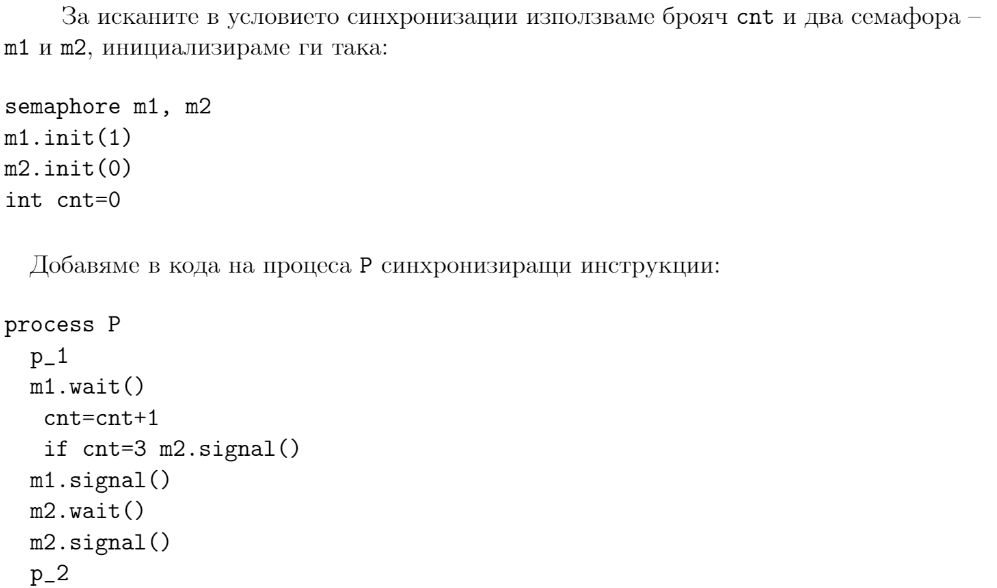 За исканите в условието синхронизации използваме брояч cnt и два семафора –
m1 и m2, инициализираме ги така:
semaphore m1, m2
m1.init(1)
m2.init(0)
int cnt=0
Добавяме в кода на процеса P синхронизиращи инструкции:
process P
p_1
m1.wait()
cnt=cnt+1
if cnt=3 m2.signal()
m1.signal()
m2.wait()
m2.signal()
p_2